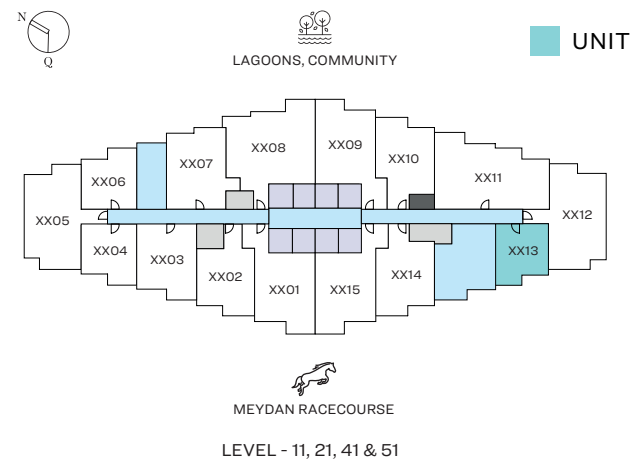 N
Q
LAGOONS, COMMUNITY
UNIT
XX08
XX09
XX07
XX10
XX06
XX11
XX05
XX12
XX04
XX03
XX13
XX02
XX14
XX01
XX15
MEYDAN RACECOURSE
LEVEL - 11, 21, 41 & 51